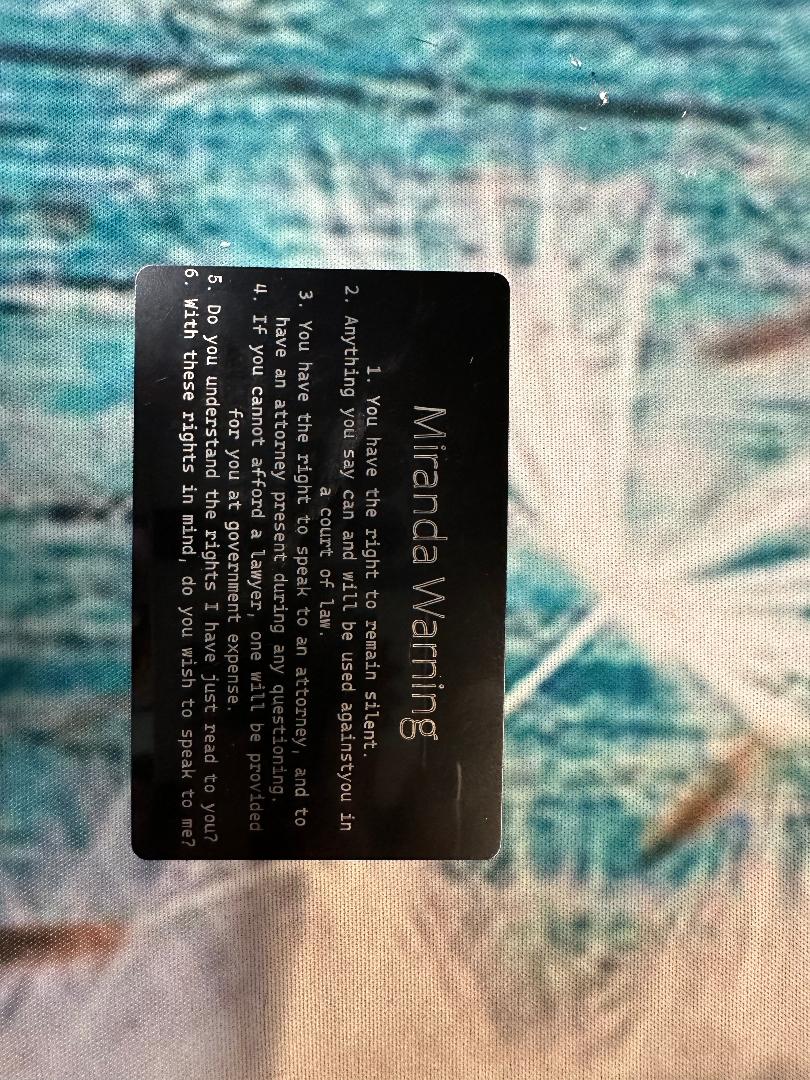 Miranda Warning
1. You have the right to remain silent.
2. Anything you say can and will be used againstyou in
a court of law.
3. You have the right to speak to an attorney, and to
have an attorney present during any questioning.
4. If you cannot afford a lawyer, one will be provided
for you at government expense.
5. Do you understand the rights I have just read to you?
6. With these rights in mind, do you wish to speak to me?